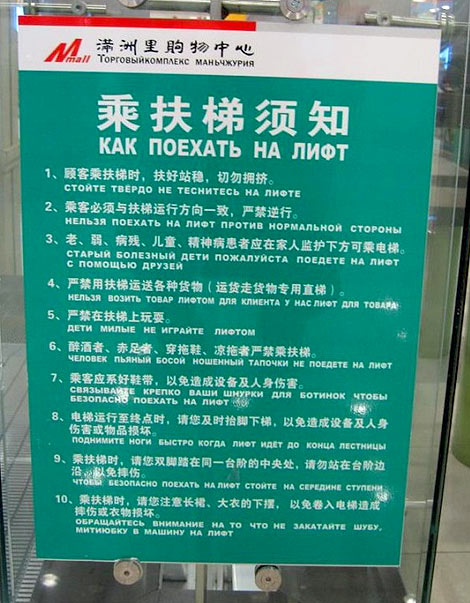 Mmall
满洲里购物中心
ТОРГОВЫЙКОМПЛЕКС МАНЬЧЖУРИЯ
乘扶梯须知
КАК ПОЕХАТЬ НА ЛИФТ
1、顾客乘扶梯时，扶好站稳，切勿拥挤。
СТОЙТЕ ТВЁРДО НЕ ТЕСНИТЕСЬ НА ЛИФТЕ
2、乘客必须与扶梯运行方向一致，严禁逆行。
НЕЛЬЗЯ ПОЕХАТЬ НА ЛИФТ ПРОТИВ НОРМАЛЬНОЙ СТОРОНЫ
3、老、弱、病残、儿童、精神病患者应在家人监护下方可乘电梯。
СТАРЫЙ БОЛЕЗНЫЙ ДЕТИ ПОЖАЛУЙСТА ПОЕДЕТЕ НА ЛИФТ
С ПОМОЩЬЮ ДРУЗЕЙ
4、严禁用扶梯运送各种货物（运货走货物专用直梯）。
НЕЛЬЗЯ ВОЗИТЬ ТОВАР ЛИФТОМ ДЛЯ КЛИЕНТА У НАС ЛИФТ ДЛЯ ТОВАРА
5、严禁在扶梯上玩耍。
ДЕТИ МИЛЫЕ НЕ ИГРАЙТЕ ЛИФТОМ
6、醉酒者、赤足者、穿拖鞋、凉拖者严禁乘扶梯。
ЧЕЛОВЕК ПЬЯНЫЙ БОСОЙ НОШЕННЫЙ ТАПОЧКИ НЕ ПОЕДЕТЕ НА ЛИФТ
7、乘客应系好鞋带，以免造成设备及人身伤害。
СВЯЗЫВАЙТЕ КРЕПКО ВАШИ ШНУРКИ ДЛЯ БОТИНОК ЧТОБЫ
БЕЗОПАСНО ПОЕХАТЬ НА ЛИФТ
8、电梯运行至终点时，请您及时抬脚下梯，以免造成设备及人身
伤害或物品损坏。
ПОДНИМИТЕ НОГИ БЫСТРО КОГДА ЛИФТ ИДЁТ ДО КОНЦА ЛЕСТНИЦЫ
9、乘扶梯时，请您双脚踏在同一台阶的中央处，请勿站在台阶边
沿，以免摔伤。
ЧТОБЫ БЕЗОПАСНО ПОЕХАТЬ НА ЛИФТ СТОЙТЕ НА СЕРЕДИНЕ СТУПЕНИ
10、乘扶梯时，请您注意长裙、大衣的下摆，以免卷入电梯造成
摔伤或衣物损坏。
ОБРАЩАЙТЕСЬ ВНИМАНИЕ НА ТО ЧТО НЕ ЗАКАТАЙТЕ ШУБУ,
МИТИЮБКУ В МАШИНУ НА ЛИФТ